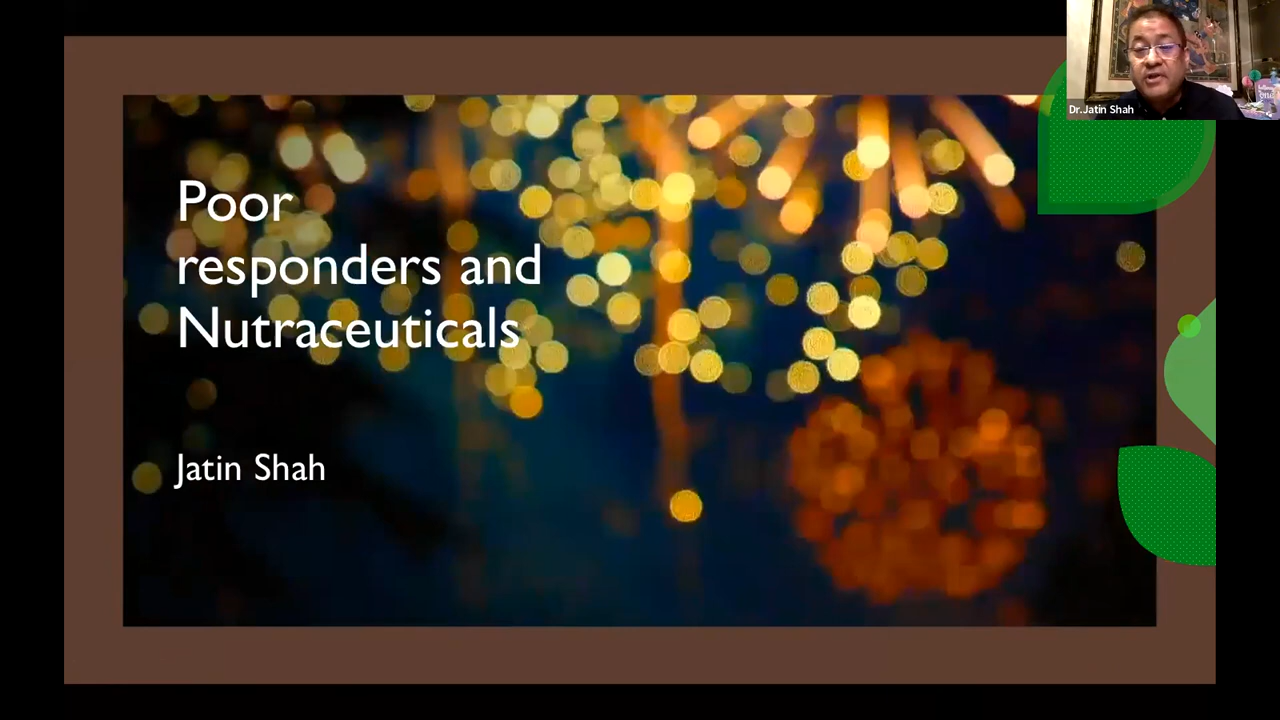 Poor
responders and
Nutraceuticals
Jatin Shah
Dr.Jatin Shah